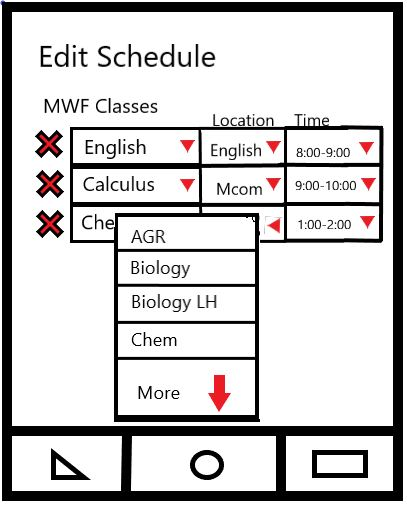 Edit Schedule
MWF Classes
Location Time
English English 8:00-9:00
Calculus Mcom 9:00-10:00
Che 1:00-2:00
AGR
Biology
Biology LH
Chem
More